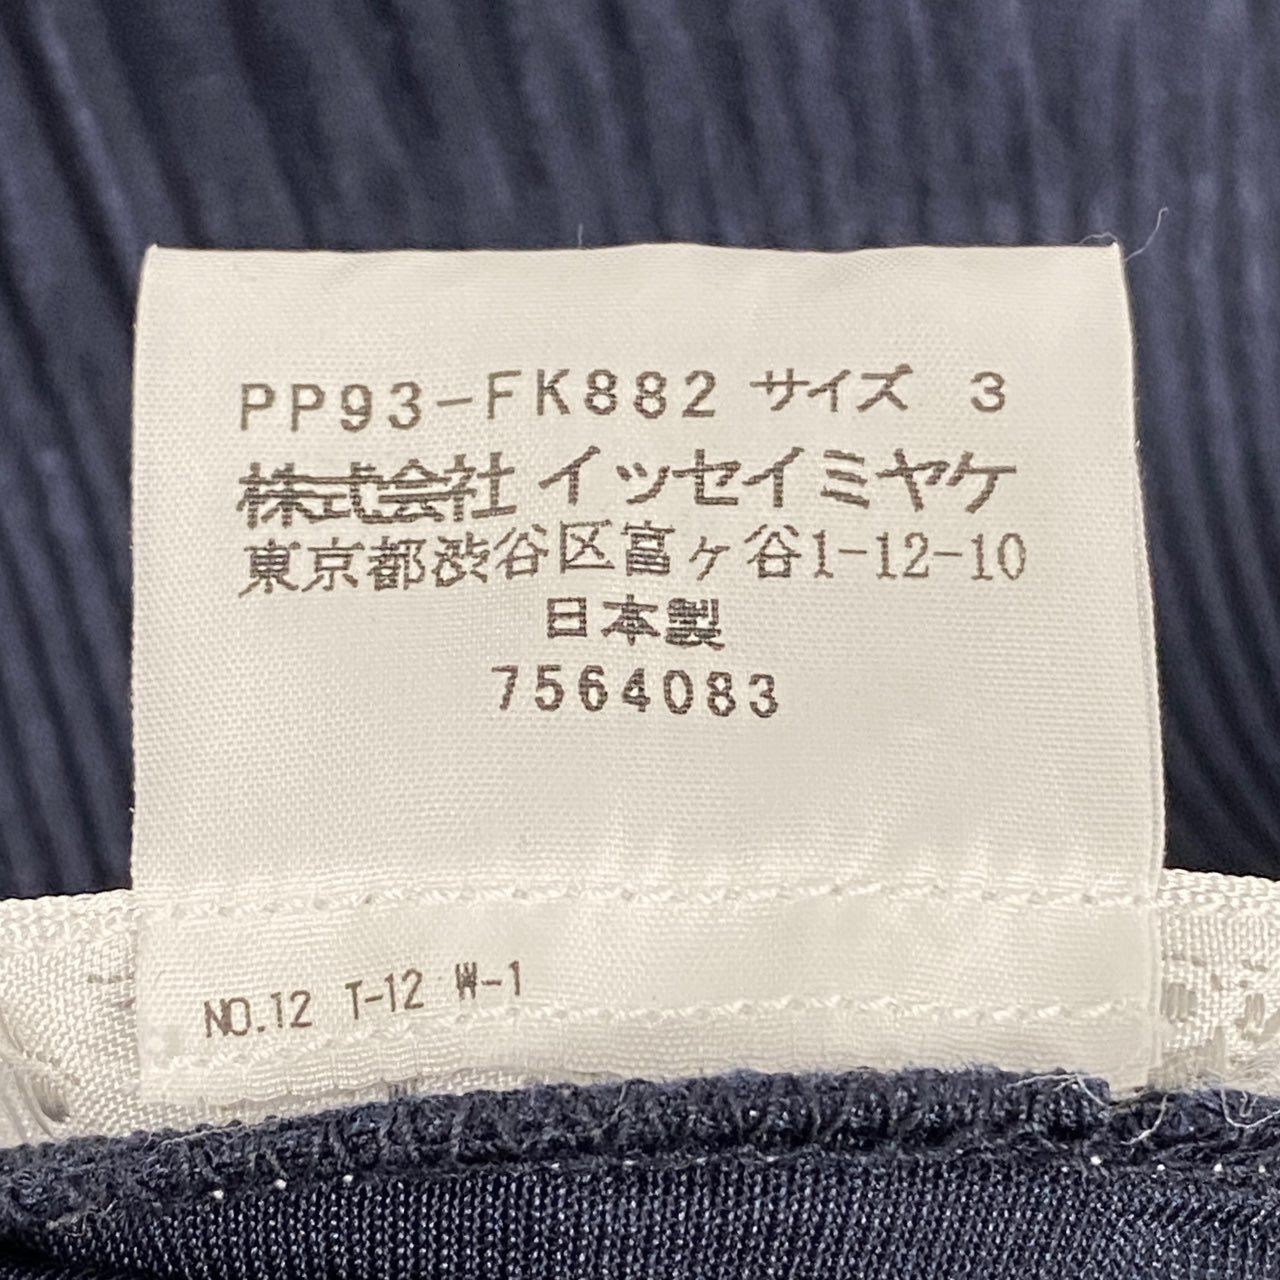 PP93-FK882 サイズ 3
株式会社イッセイミヤケ
東京都渋谷区富ヶ谷1-12-10
日本製
7564083
NO.12 T-12 W-1